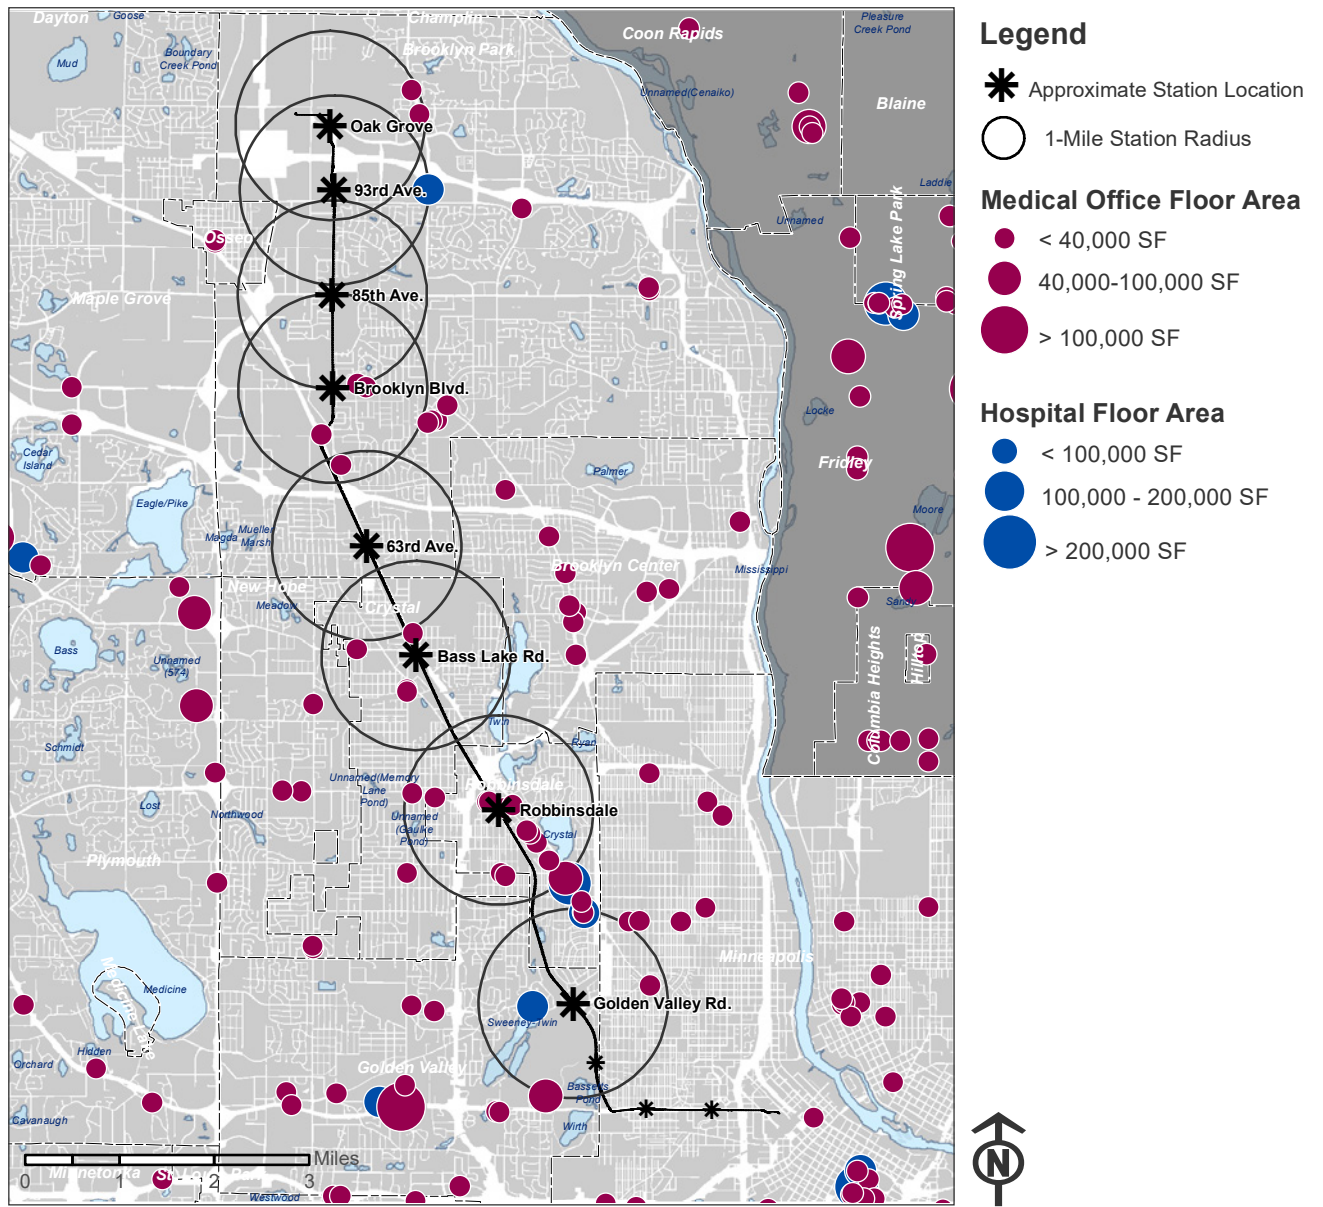 Dayton
Goose
Champlin
Brooklyn Park
Coon Rapids
Pleasure
Creek Pond
Mud
Boundary
Creek Pond
Unnamed(Cenaiko)
Blaine
Oak Grove
93rd Ave.
Laddie
Unnamed
Spring Lake Park
Osseo
Maple Grove
85th Ave.
Brooklyn Blvd.
Locke
Cedar
Island
Palmer
Fridley
Eagle/Pike
Moore
Magda
Mueller
Marsh
63rd Ave.
Brooklyn Center
Mississippi
New Hope
Meadow
Crystal
Sandy
Bass
Unnamed
(574)
Bass Lake Rd.
Columbia Heights
Hilltop
Twin
Schmidt
Ryan
Unnamed(Memory
Lane
Pond)
Robbinsdale
Lost
Northwood
Unnamed
(Gaulke
Pond)
Robbinsdale
Crystal
Plymouth
Minneapolis
Medicine
Golden Valley Rd.
Sweeney-Twin
Hidden
Orchard
Golden Valley
Bassetts
Pond
Cavanaugh
Wirth
Miles
Minnetonka
0
1
2
3
Westwood
Legend
Approximate Station Location
1-Mile Station Radius
Medical Office Floor Area
< 40,000 SF
40,000-100,000 SF
> 100,000 SF
Hospital Floor Area
< 100,000 SF
100,000 - 200,000 SF
> 200,000 SF
N